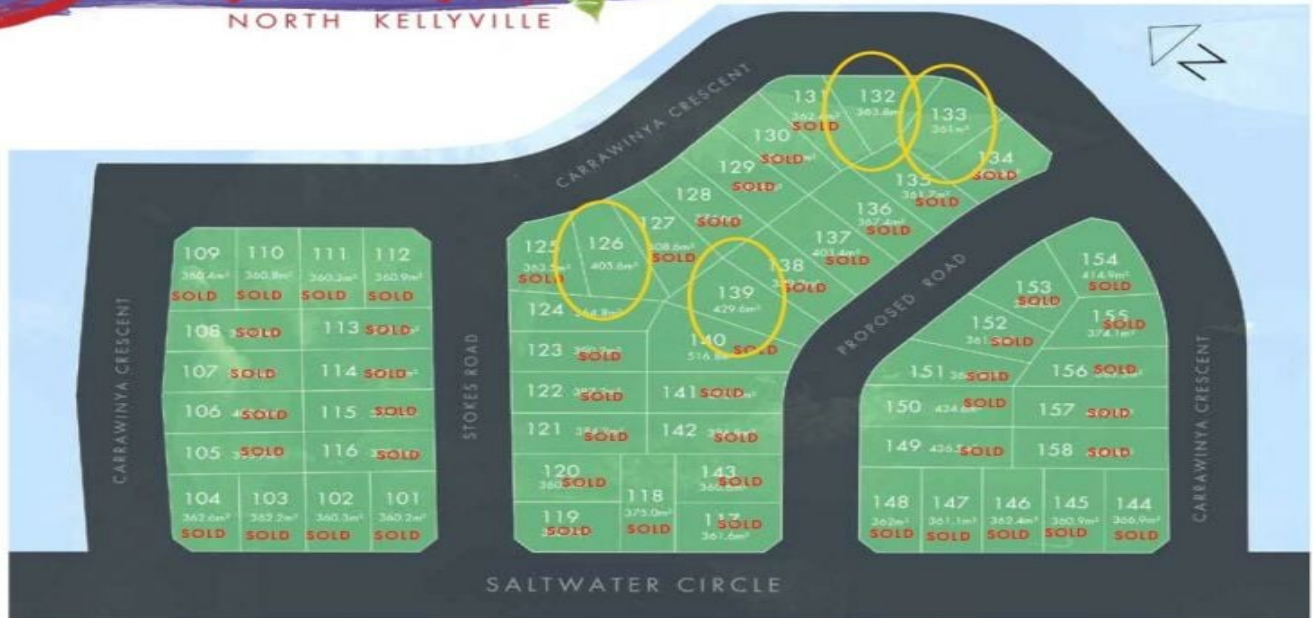 NORTH KELLYVILLE
N
CARRAWINYA CRESCENT
131
SOLD
132
363.8m²
133
361m²
134
SOLD
130
SOLD
129
SOLD
128
SOLD
127
SOLD
126
405.6m²
125
SOLD
135
SOLD
136
SOLD
137
SOLD
138
SOLD
139
429.6m²
140
SOLD
124
123
SOLD
122
SOLD
121
SOLD
141
SOLD
142
SOLD
120
SOLD
119
SOLD
118
375.0m²
SOLD
143
SOLD
SOLD
361.6m²
109
360.4m²
SOLD
110
360.8m²
SOLD
111
360.2m²
SOLD
112
360.9m²
SOLD
108
SOLD
113
SOLD
107
SOLD
114
SOLD
106
SOLD
115
SOLD
105
SOLD
116
SOLD
104
362.6m²
SOLD
103
362.2m²
SOLD
102
360.3m²
SOLD
101
360.2m²
SOLD
CARRAWINYA CRESCENT
STOKES ROAD
PROPOSED ROAD
154
414.9m²
SOLD
153
SOLD
155
SOLD
374.1m²
152
SOLD
151
SOLD
156
SOLD
150
SOLD
157
SOLD
149
SOLD
158
SOLD
148
362m²
SOLD
147
361.1m²
SOLD
146
362.4m²
SOLD
145
360.9m²
SOLD
144
366.9m²
SOLD
CARRAWINYA CRESCENT
SALTWATER CIRCLE